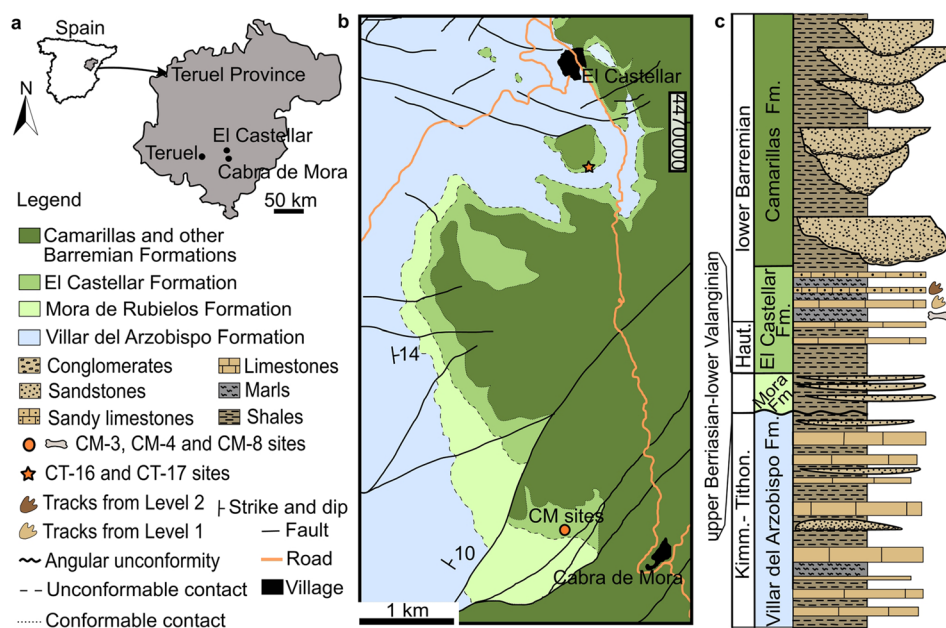 a
Spain
N
Teruel Province
El Castellar
Teruel
Cabra de Mora
50 km
Legend
Camarillas and other
Barremian Formations
El Castellar Formation
Mora de Rubielos Formation
Villar del Arzobispo Formation
Conglomerates
Limestones
Sandstones
Marls
Sandy limestones
Shales
CM-3, CM-4 and CM-8 sites
CT-16 and CT-17 sites
Tracks from Level 2
Strike and dip
Tracks from Level 1
Fault
Angular unconformity
Road
Unconformable contact
Village
Conformable contact
b
El Castellar
4470000
14
CM sites
10
Cabra de Mora
1 km
c
lower Barremian
Camarillas Fm.
upper Berriasian-lower Valanginian
Haut.
El Castellar
Fm.
Mora
Fm.
Kimm.- Tithon.
Villar del Arzobispo Fm.